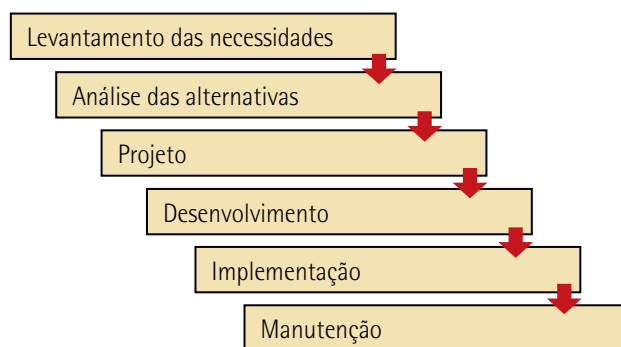 Levantamento das necessidades
Análise das alternativas
Projeto
Desenvolvimento
Implementação
Manutenção